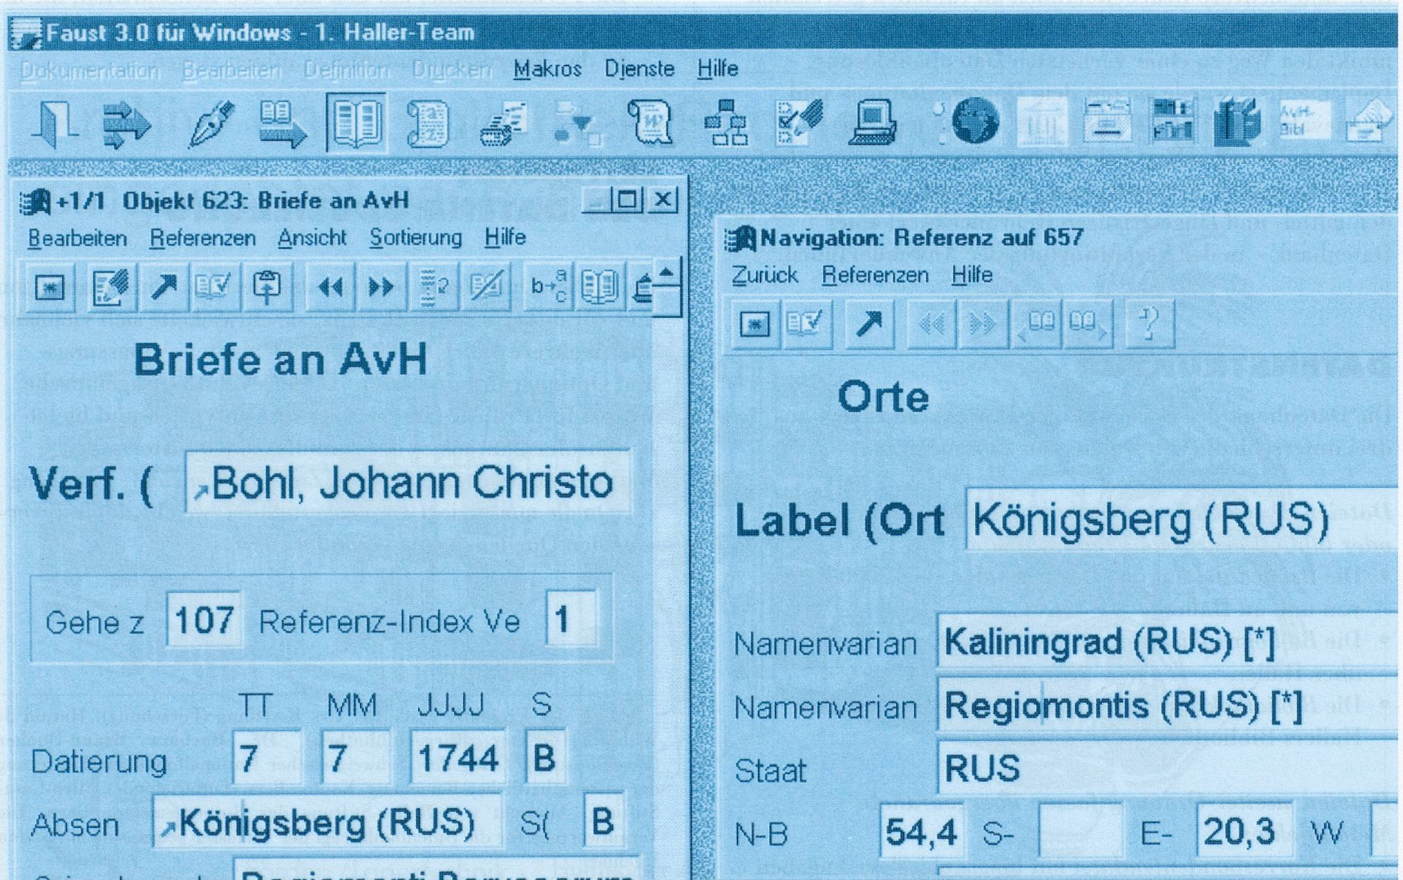 Faust 3.0 für Windows - 1. Haller-Team
Dokumentation Bearbeiten Definition Drucken Makros Dienste Hilfe
AvH-
Bibl
+1/1 Objekt 623: Briefe an AvH
Bearbeiten Referenzen Ansicht Sortierung Hilfe
Briefe an AvH
Verf. ( Bohl, Johann Christo
Gehe z 107 Referenz-Index Ve 1
TT MM JJJJ S
Datierung 7 7 1744 B
Absen Königsberg (RUS) S( B
Navigation: Referenz auf 657
Zurück Referenzen Hilfe
Orte
Label (Ort Königsberg (RUS)
Namenvarian Kaliningrad (RUS) [*]
Namenvarian Regiomontis (RUS) [*]
Staat RUS
N-B 54,4 S- E- 20,3 W